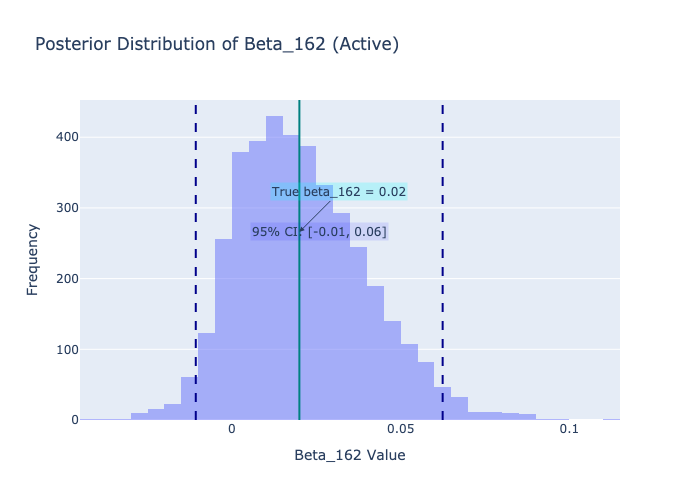 Posterior Distribution of Beta_162 (Active)
400
300
200
100
0
Frequency
True beta_162 = 0.02
95% CI: [-0.01, 0.06]
0
0.05
0.1
Beta_162 Value